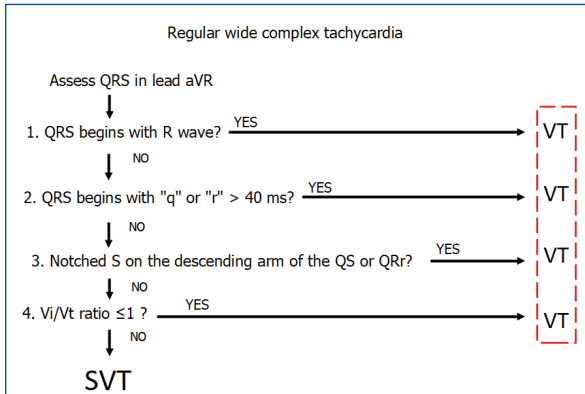 Regular wide complex tachycardia
Assess QRS in lead aVR
1. QRS begins with R wave?
YES
VT
NO
2. QRS begins with "q" or "r" > 40 ms?
YES
VT
NO
3. Notched S on the descending arm of the QS or QRr?
YES
VT
NO
4. Vi/Vt ratio ≤1 ?
YES
VT
NO
SVT